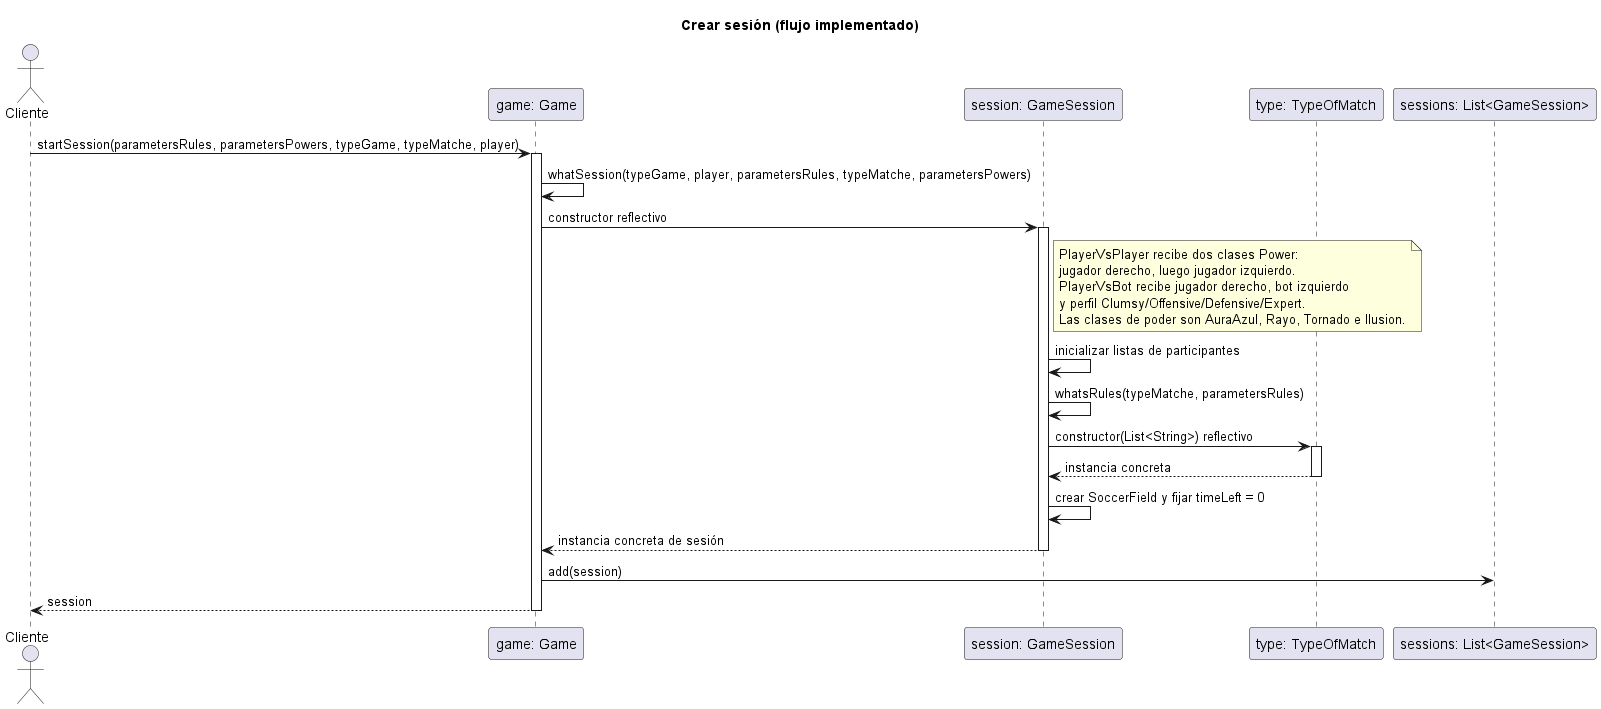 Crear sesión (flujo implementado)
Cliente
game: Game
session: GameSession
type: TypeOfMatch
sessions: List<GameSession>
startSession(parametersRules, parametersPowers, typeGame, typeMatche, player)
whatSession(typeGame, player, parametersRules, typeMatche, parametersPowers)
constructor reflectivo
PlayerVsPlayer recibe dos clases Power:
jugador derecho, luego jugador izquierdo.
PlayerVsBot recibe jugador derecho, bot izquierdo
y perfil Clumsy/Offensive/Defensive/Expert.
Las clases de poder son AuraAzul, Rayo, Tornado e Ilusion.
inicializar listas de participantes
whatsRules(typeMatche, parametersRules)
constructor(List<String>) reflectivo
instancia concreta
crear SoccerField y fijar timeLeft = 0
instancia concreta de sesión
add(session)
session
Cliente
game: Game
session: GameSession
type: TypeOfMatch
sessions: List<GameSession>